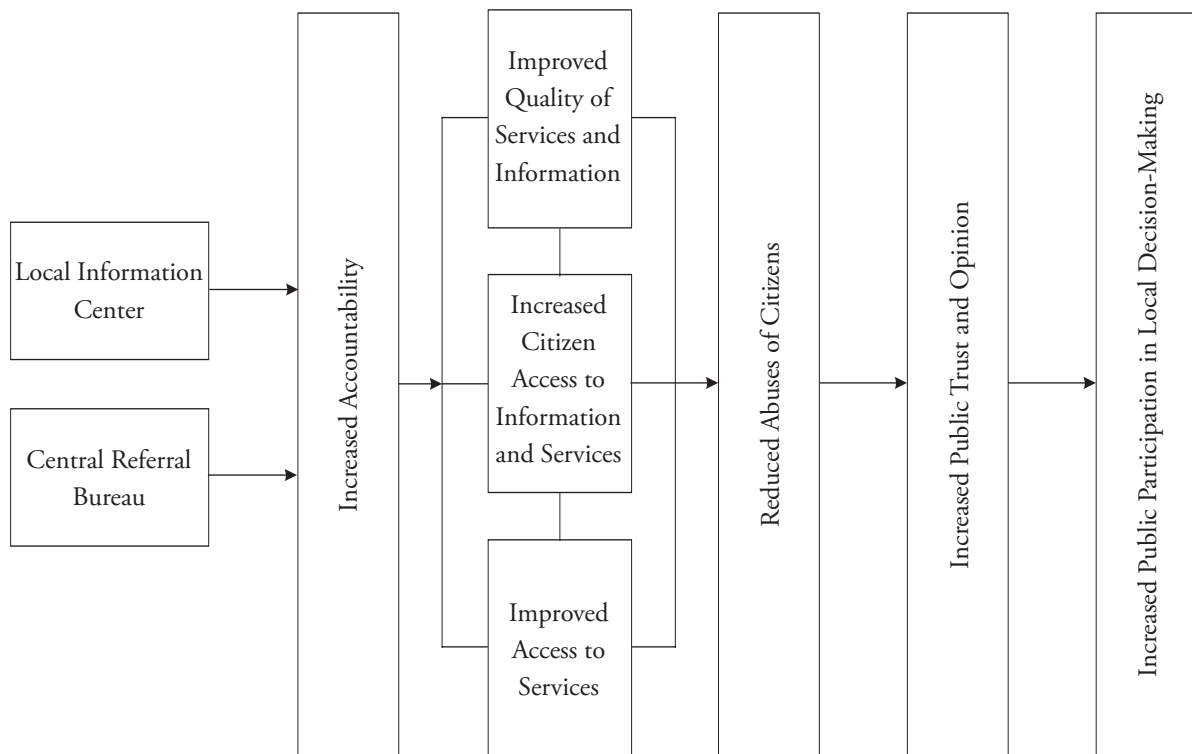 Local Information
Center
Central Referral
Bureau
Increased Accountability
Improved
Quality of
Services and
Information
Increased
Citizen
Access to
Information
and Services
Improved
Access to
Services
Reduced Abuses of Citizens
Increased Public Trust and Opinion
Increased Public Participation in Local Decision-Making